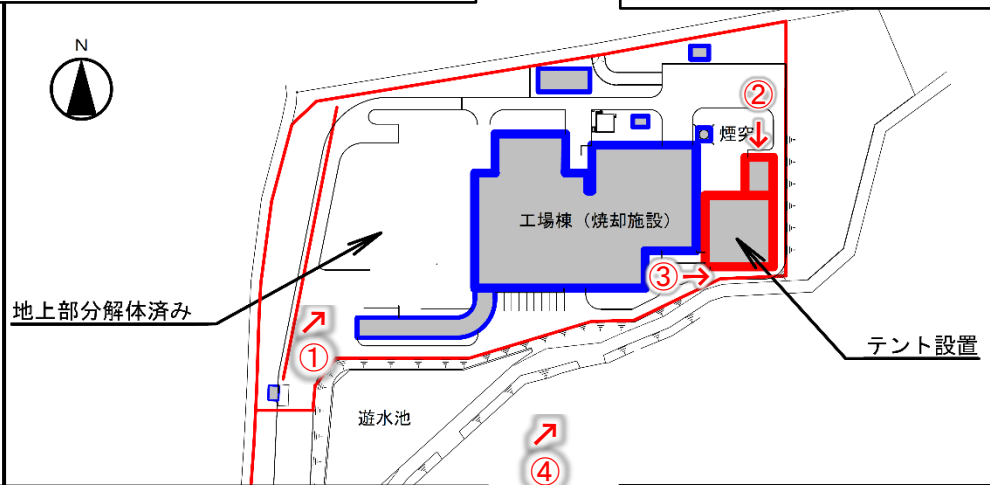 N
②
↓
煙突
工場棟（焼却施設）
③→
地上部分解体済み
↗
①
テント設置
遊水池
↗
④